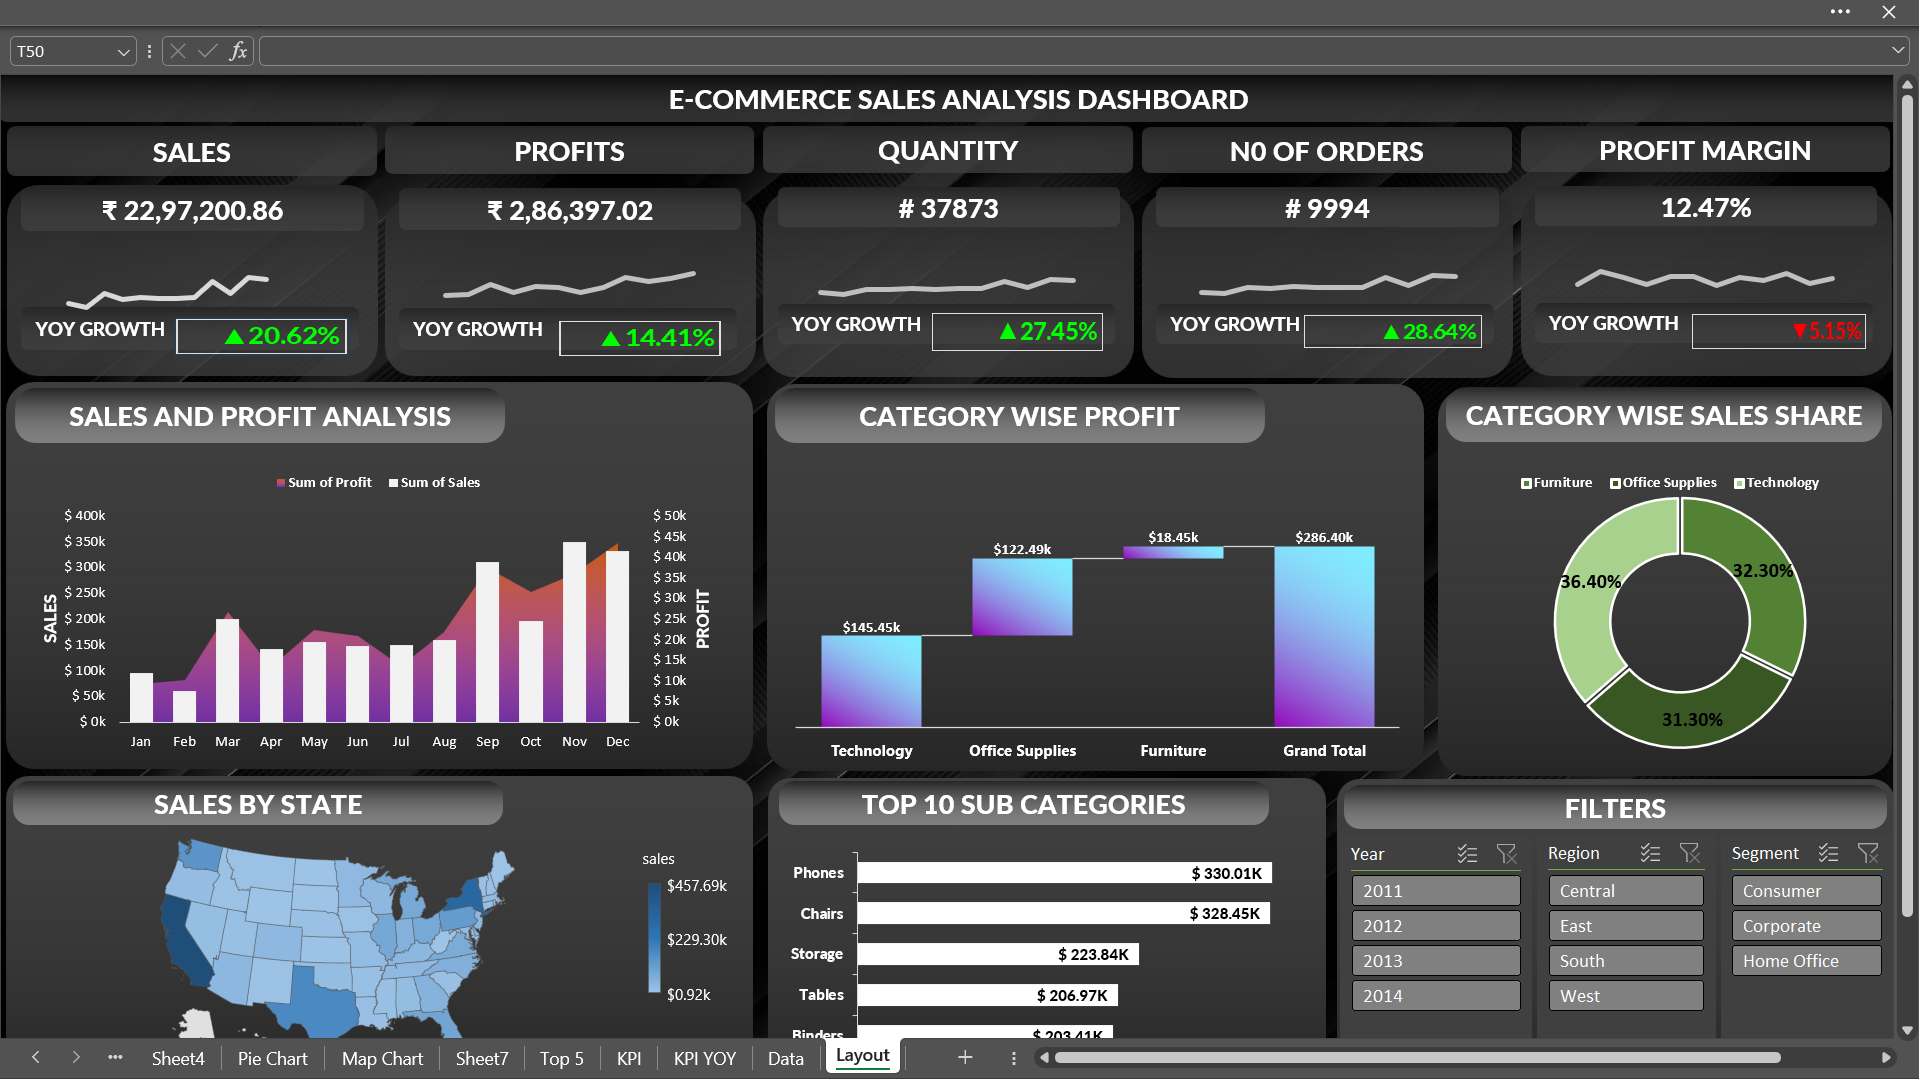 T50
fx
E-COMMERCE SALES ANALYSIS DASHBOARD
SALES
PROFITS
QUANTITY
N0 OF ORDERS
PROFIT MARGIN
₹ 22,97,200.86
₹ 2,86,397.02
# 37873
# 9994
12.47%
YOY GROWTH ▲20.62%
YOY GROWTH ▲14.41%
YOY GROWTH ▲27.45%
YOY GROWTH ▲28.64%
YOY GROWTH ▼5.15%
SALES AND PROFIT ANALYSIS
Sum of Profit Sum of Sales
$ 400k
$ 350k
$ 300k
$ 250k
$ 200k
$ 150k
$ 100k
$ 50k
$ 0k
SALES
$ 50k
$ 45k
$ 40k
$ 35k
$ 30k
$ 25k
$ 20k
$ 15k
$ 10k
$ 5k
$ 0k
PROFIT
Jan Feb Mar Apr May Jun Jul Aug Sep Oct Nov Dec
CATEGORY WISE PROFIT
$145.45k
$122.49k
$18.45k
$286.40k
Technology Office Supplies Furniture Grand Total
CATEGORY WISE SALES SHARE
Furniture Office Supplies Technology
36.40%
32.30%
31.30%
SALES BY STATE
sales
$457.69k
$229.30k
$0.92k
TOP 10 SUB CATEGORIES
Phones $ 330.01K
Chairs $ 328.45K
Storage $ 223.84K
Tables $ 206.97K
Binders $ 203.41K
FILTERS
Year
2011
2012
2013
2014
Region
Central
East
South
West
Segment
Consumer
Corporate
Home Office
Sheet4 Pie Chart Map Chart Sheet7 Top 5 KPI KPI YOY Data Layout